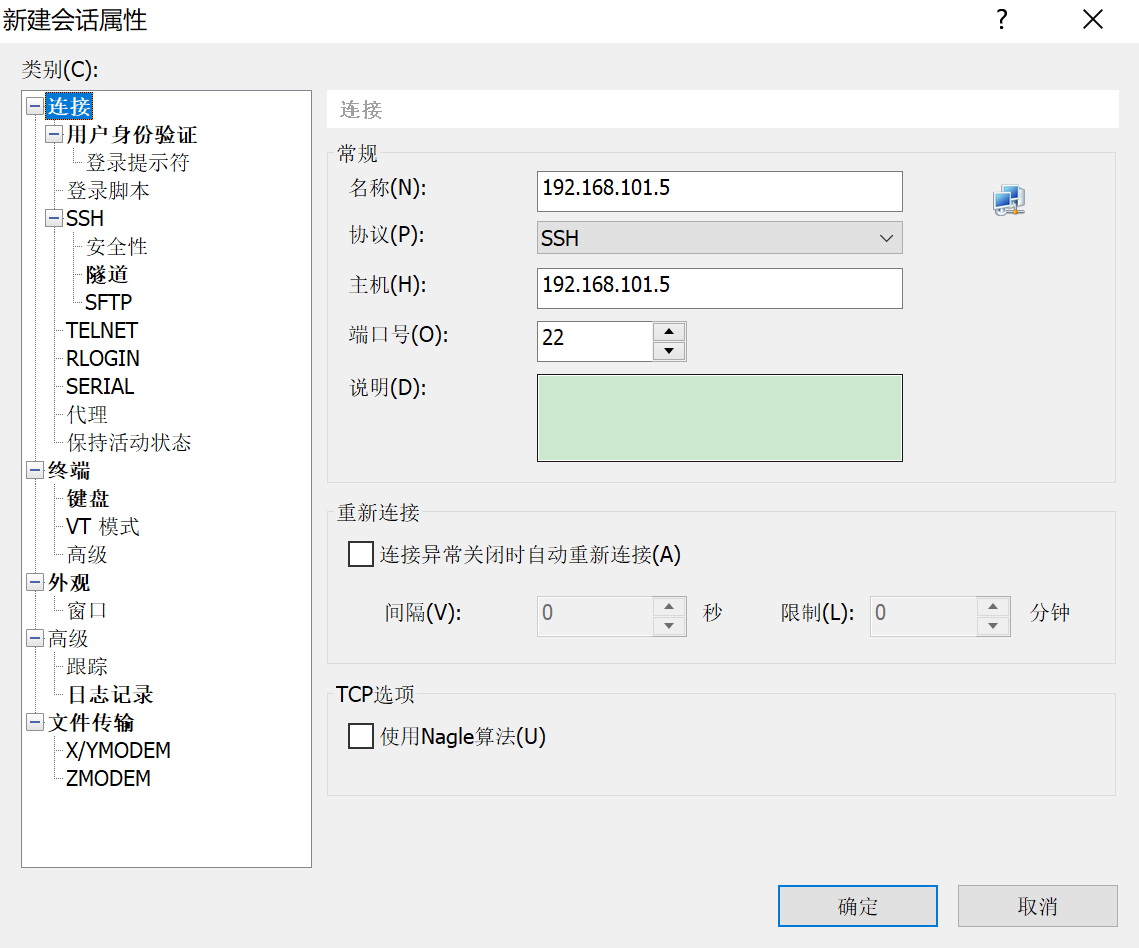 新建会话属性
?
类别(C):
连接
用户身份验证
登录提示符
登录脚本
SSH
安全性
隧道
SFTP
TELNET
RLOGIN
SERIAL
代理
保持活动状态
终端
键盘
VT 模式
高级
外观
窗口
高级
跟踪
日志记录
文件传输
X/YMODEM
ZMODEM
连接
常规
名称(N): 192.168.101.5
协议(P): SSH
主机(H): 192.168.101.5
端口号(O): 22
说明(D):
重新连接
连接异常关闭时自动重新连接(A)
间隔(V): 0 秒 限制(L): 0 分钟
TCP选项
使用Nagle算法(U)
确定 取消